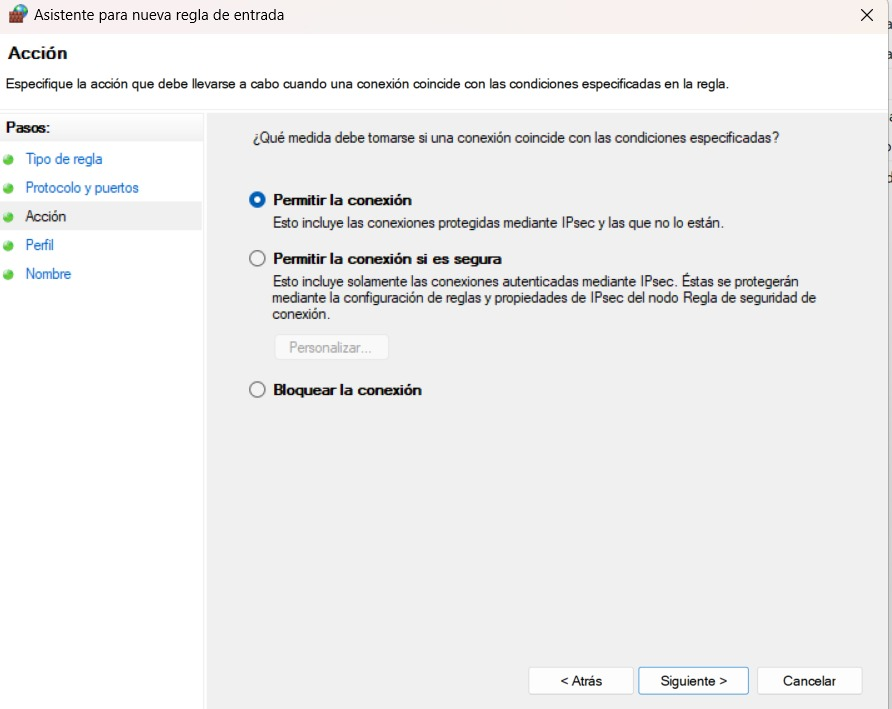 Asistente para nueva regla de entrada
Acción
Especifique la acción que debe llevarse a cabo cuando una conexión coincide con las condiciones especificadas en la regla.
Pasos:
Tipo de regla
Protocolo y puertos
Acción
Perfil
Nombre
¿Qué medida debe tomarse si una conexión coincide con las condiciones especificadas?
Permitir la conexión
Esto incluye las conexiones protegidas mediante IPsec y las que no lo están.
Permitir la conexión si es segura
Esto incluye solamente las conexiones autenticadas mediante IPsec. Éstas se protegerán
mediante la configuración de reglas y propiedades de IPsec del nodo Regla de seguridad de
conexión.
Personalizar...
Bloquear la conexión
< Atrás
Siguiente >
Cancelar